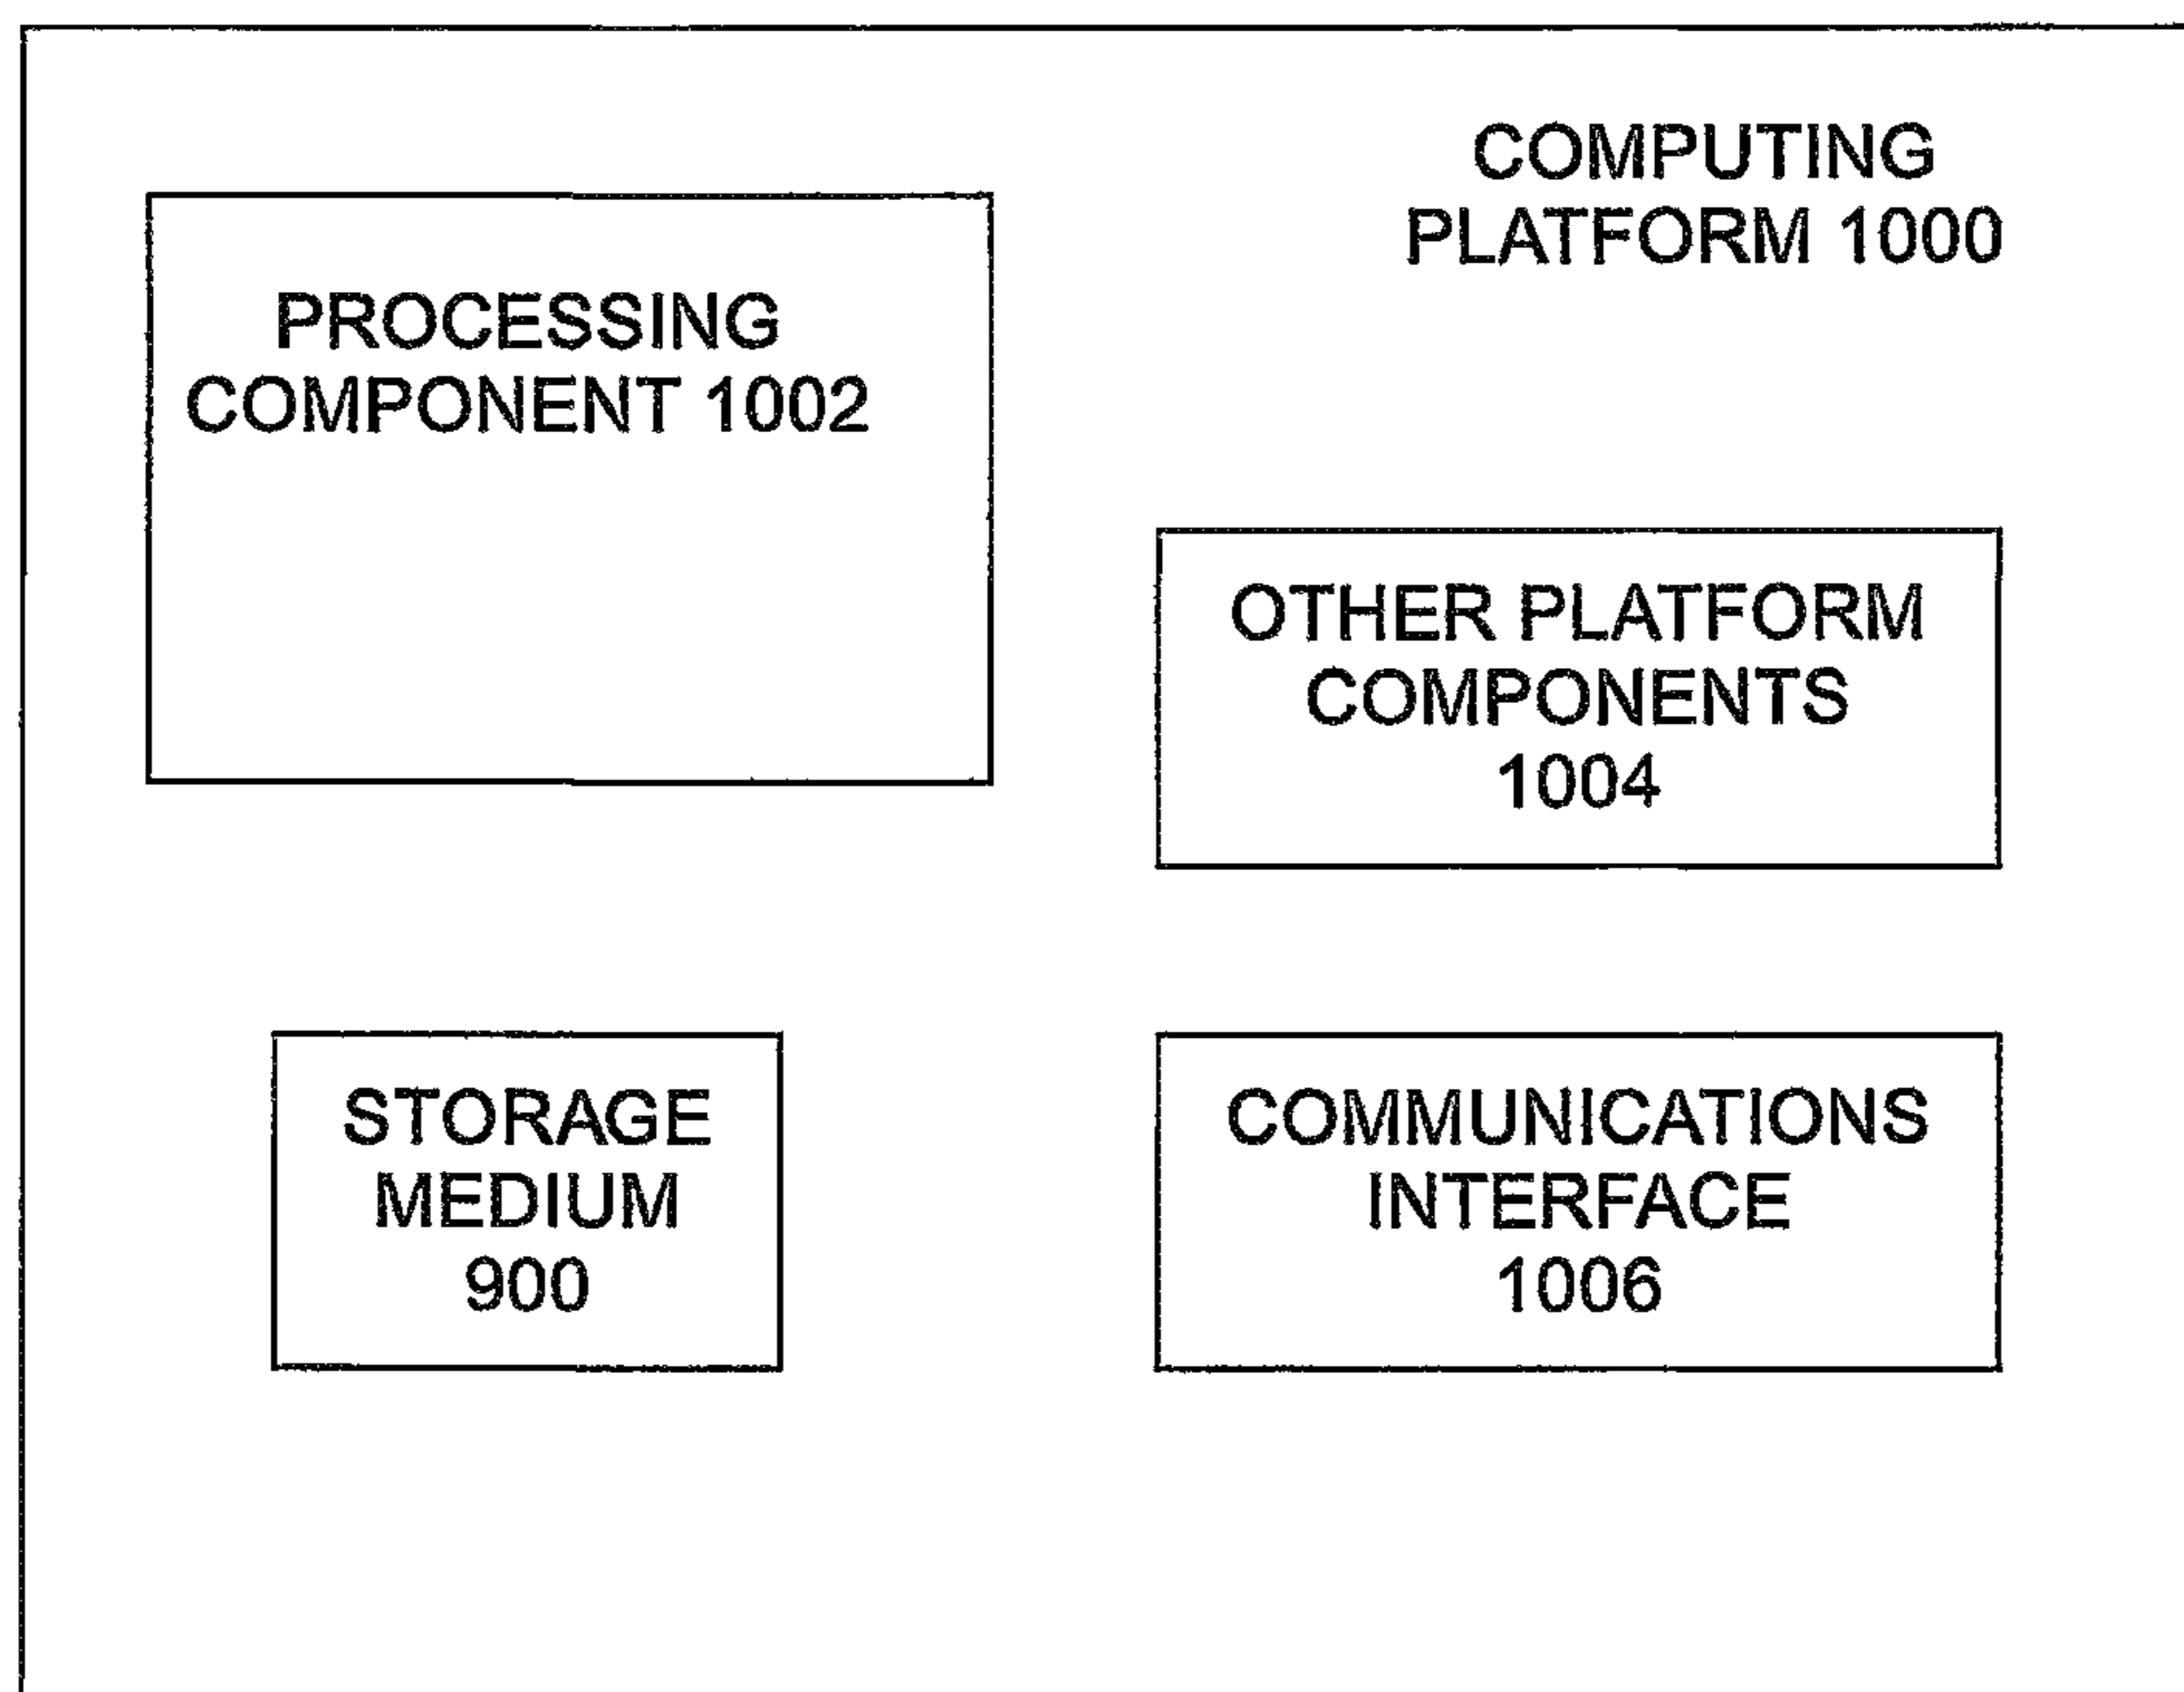 COMPUTING
PLATFORM 1000
PROCESSING
COMPONENT 1002
OTHER PLATFORM
COMPONENTS
1004
STORAGE
MEDIUM
900
COMMUNICATIONS
INTERFACE
1006